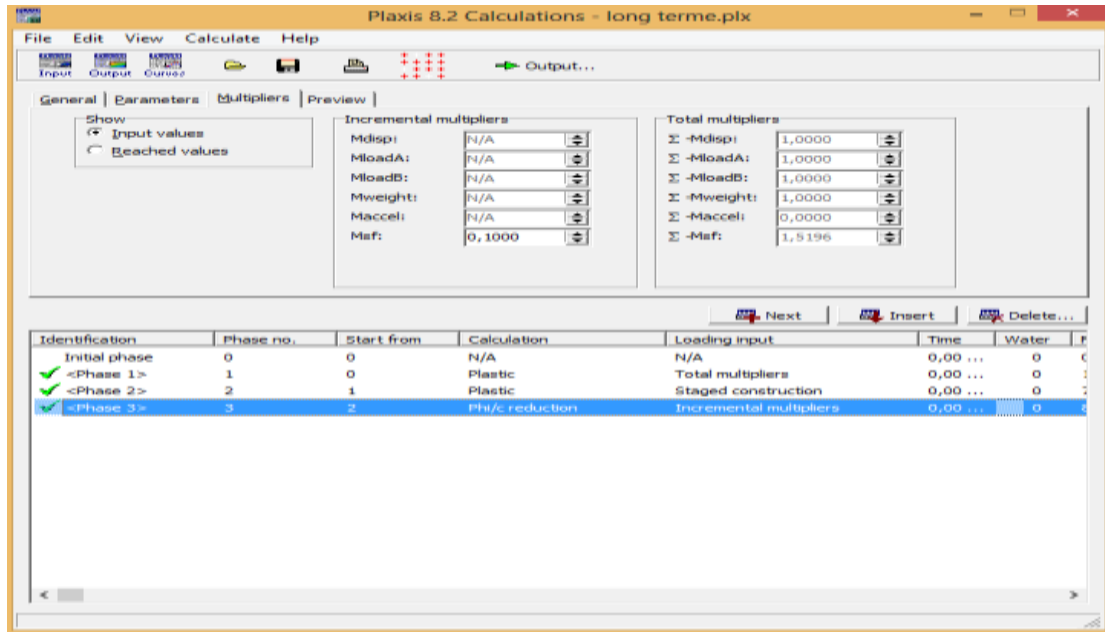 Plaxis 8.2 Calculations - long terme.plx
File Edit View Calculate Help
Input Output Curves Output...
General Parameters Multipliers Preview
Show
Input values
Reached values
Incremental multipliers
Mdisp: N/A
MloadA: N/A
MloadB: N/A
Mweight: N/A
Maccel: N/A
Msf: 0,1000
Total multipliers
Σ -Mdisp: 1,0000
Σ -MloadA: 1,0000
Σ -MloadB: 1,0000
Σ -Mweight: 1,0000
Σ -Maccel: 0,0000
Σ -Msf: 1,5196
Next Insert Delete...
Identification Phase no. Start from Calculation Loading input Time Water
Initial phase 0 0 N/A N/A 0,00 ... 0
<Phase 1> 1 0 Plastic Total multipliers 0,00 ... 0
<Phase 2> 2 1 Plastic Staged construction 0,00 ... 0
<Phase 3> 3 2 Phi/c reduction Incremental multipliers 0,00 ... 0